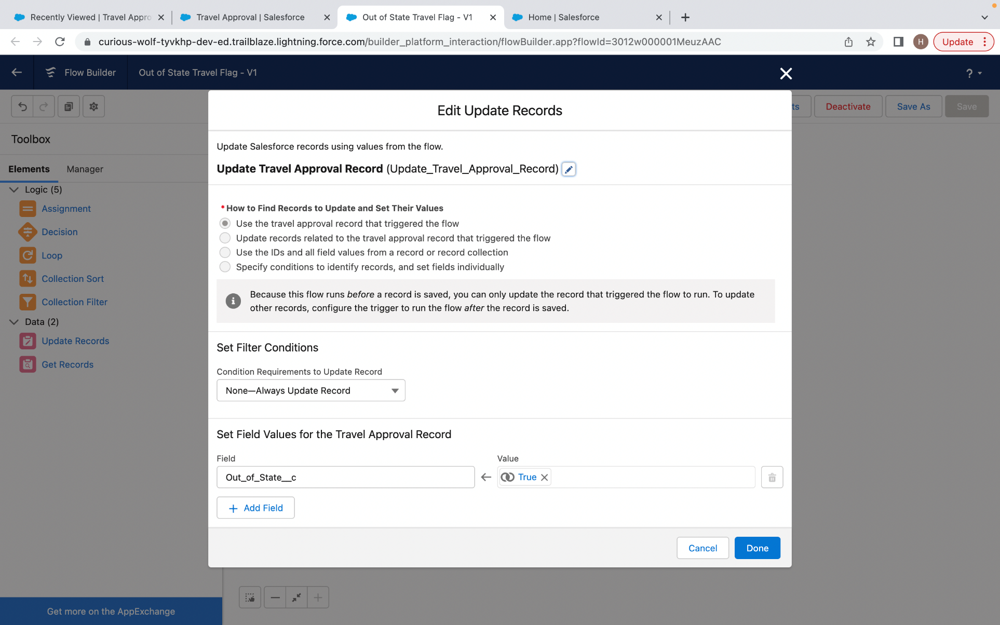 Recently Viewed | Travel Appro
Travel Approval | Salesforce
Out of State Travel Flag - V1
Home | Salesforce
curious-wolf-tyvkhp-dev-ed.trailblaze.lightning.force.com/builder_platform_interaction/flowBuilder.app?flowId=3012w000001MeuzAAC
H
Update
Flow Builder
Out of State Travel Flag - V1
?
ts
Deactivate
Save As
Save
Toolbox
Elements
Manager
Logic (5)
Assignment
Decision
Loop
Collection Sort
Collection Filter
Data (2)
Update Records
Get Records
Get more on the AppExchange
Edit Update Records
Update Salesforce records using values from the flow.
Update Travel Approval Record (Update_Travel_Approval_Record)
*How to Find Records to Update and Set Their Values
Use the travel approval record that triggered the flow
Update records related to the travel approval record that triggered the flow
Use the IDs and all field values from a record or record collection
Specify conditions to identify records, and set fields individually
Because this flow runs before a record is saved, you can only update the record that triggered the flow to run. To update
other records, configure the trigger to run the flow after the record is saved.
Set Filter Conditions
Condition Requirements to Update Record
None—Always Update Record
Set Field Values for the Travel Approval Record
Field
Value
Out_of_State__c
True
Add Field
Cancel
Done